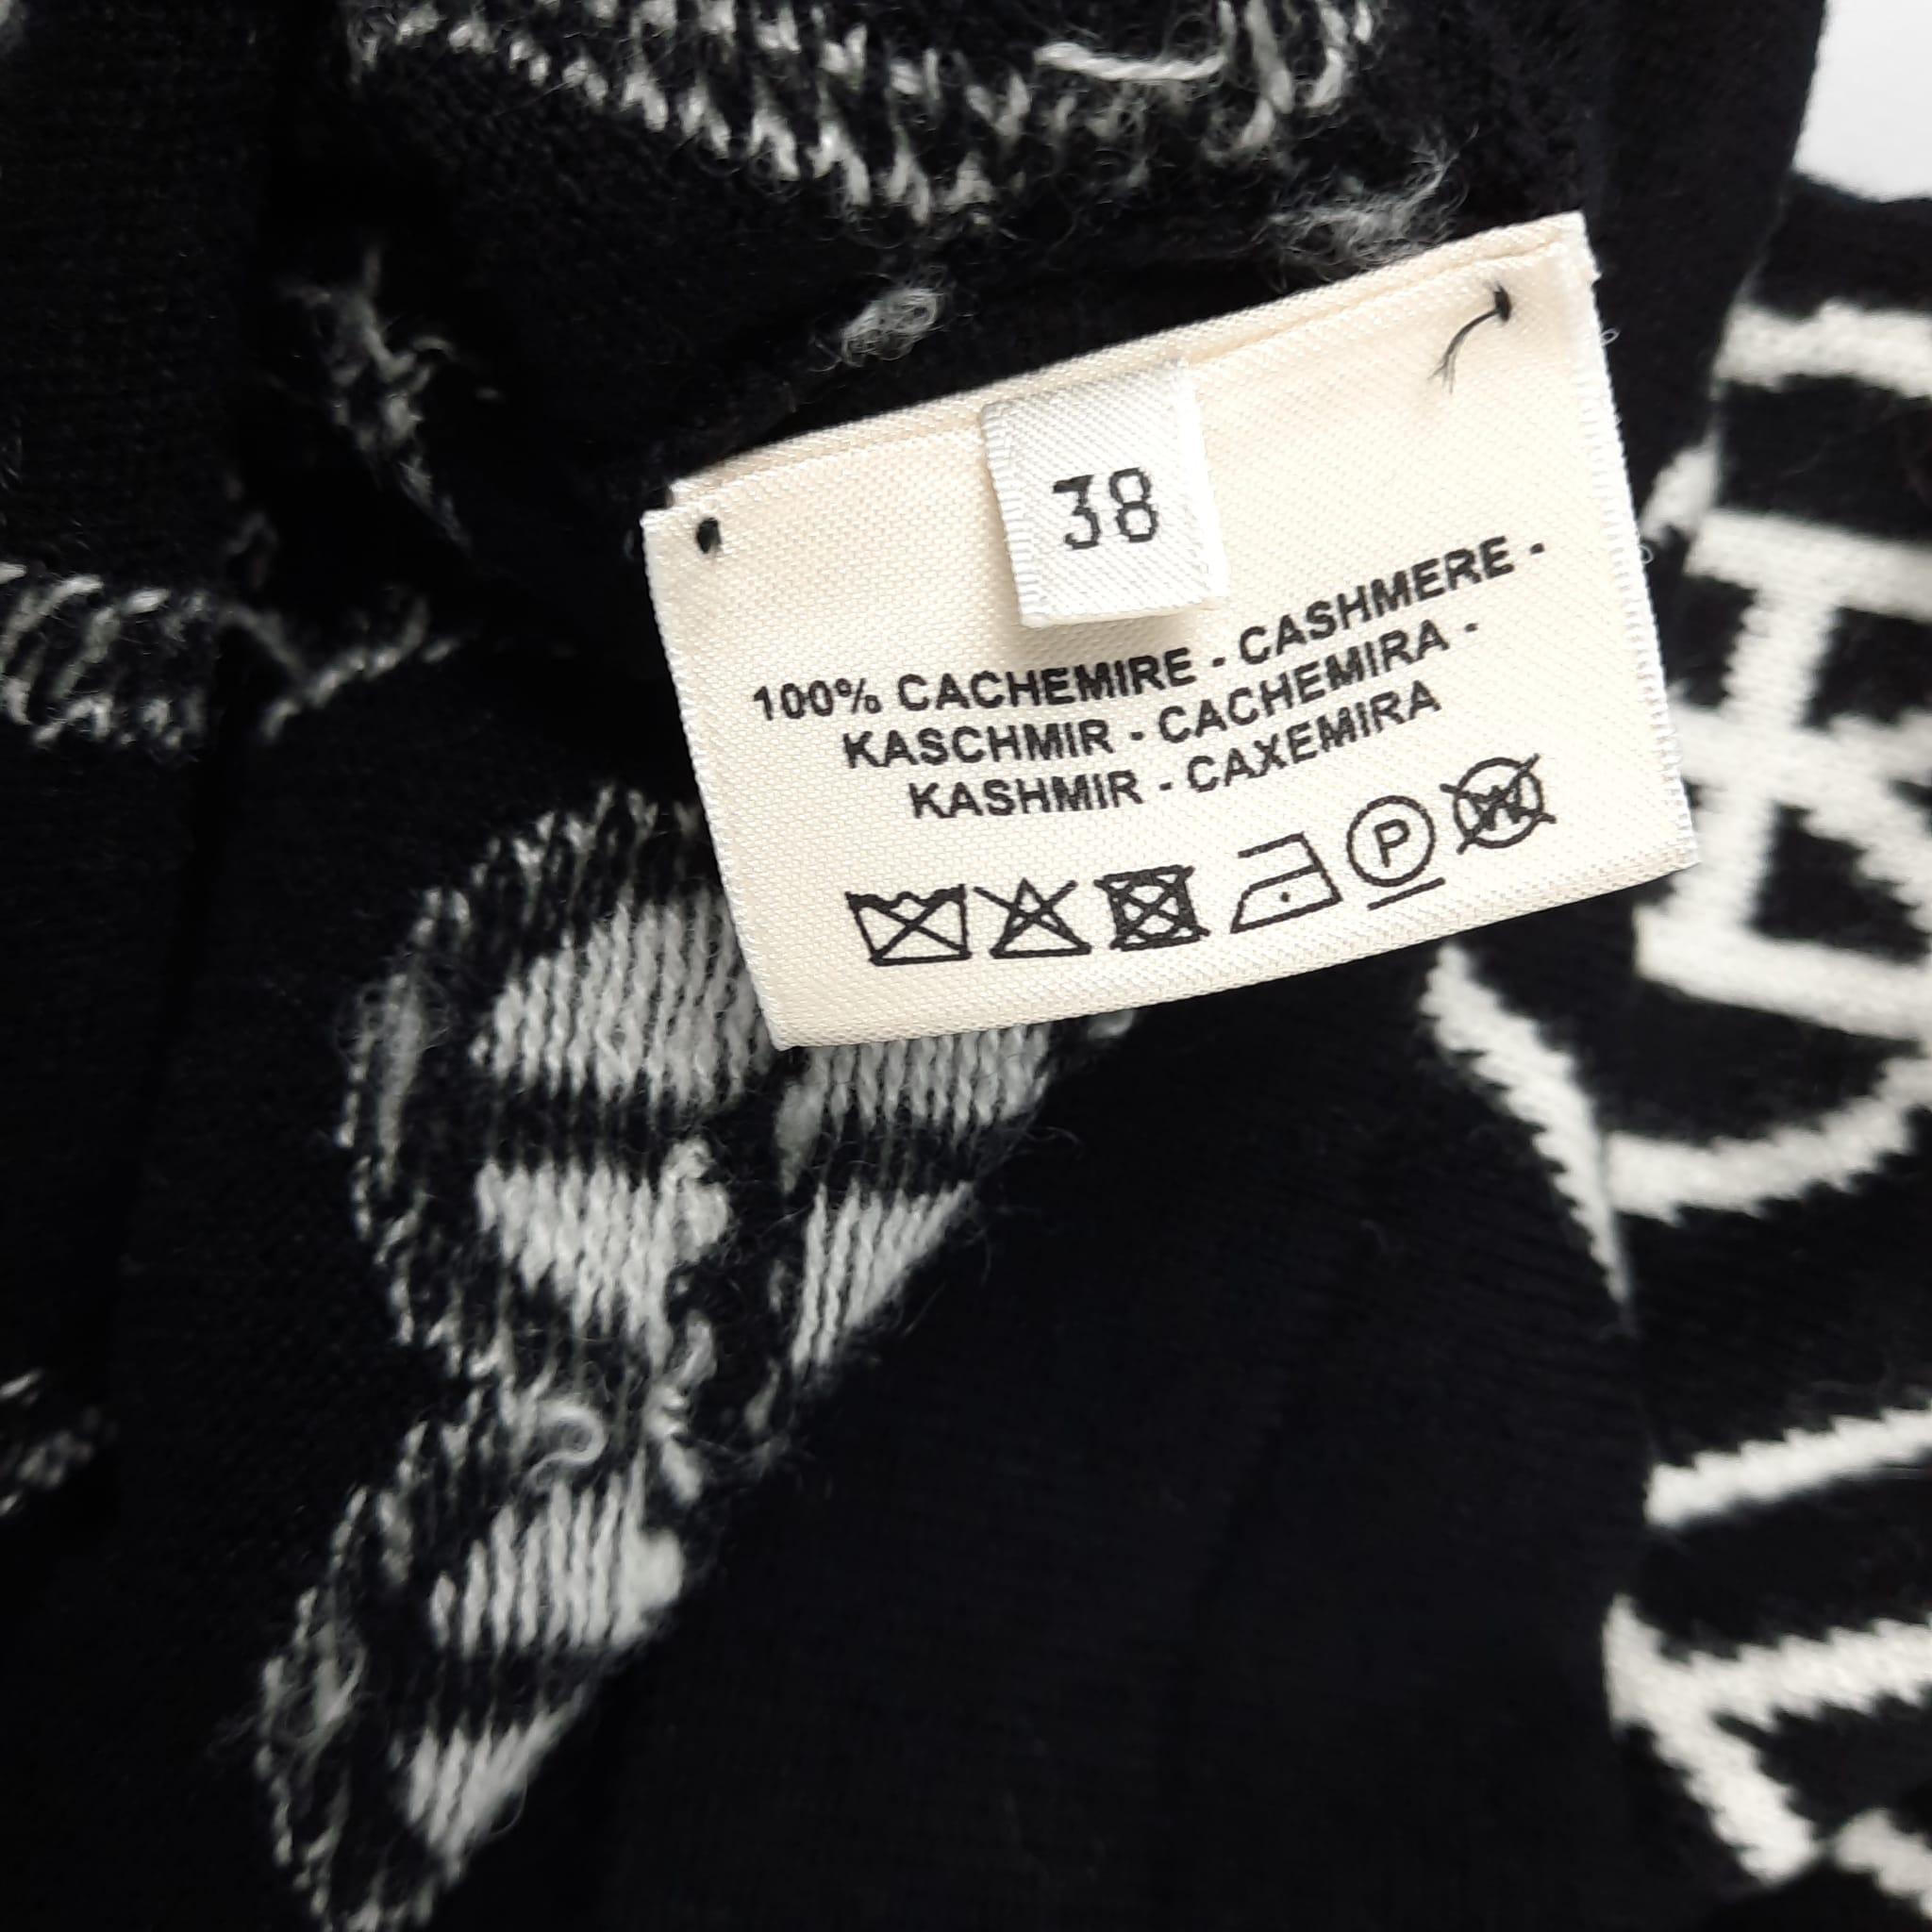 38
100% CACHEMIRE - CASHMERE -
KASCHMIR - CACHEMIRA -
KASHMIR - CAXEMIRA
P W